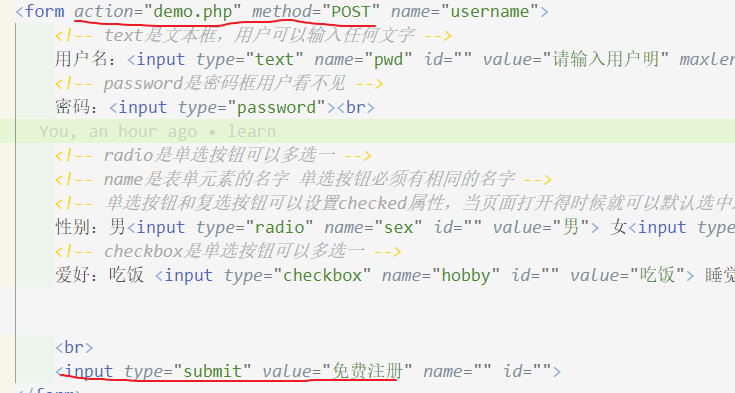 <form action="demo.php" method="POST" name="username">
<!-- text是文本框，用户可以输入任何文字 -->
用户名：<input type="text" name="pwd" id="" value="请输入用户明" maxler
<!-- password是密码框用户看不见 -->
密码：<input type="password"><br>
You, an hour ago • learn
<!-- radio是单选按钮可以多选一 -->
<!-- name是表单元素的名字 单选按钮必须有相同的名字 -->
<!-- 单选按钮和复选按钮可以设置checked属性，当页面打开得时候就可以默认选中
性别：男<input type="radio" name="sex" id="" value="男"> 女<input type
<!-- checkbox是单选按钮可以多选一 -->
爱好：吃饭 <input type="checkbox" name="hobby" id="" value="吃饭"> 睡觉
<br>
<input type="submit" value="免费注册" name="" id="">
</form>